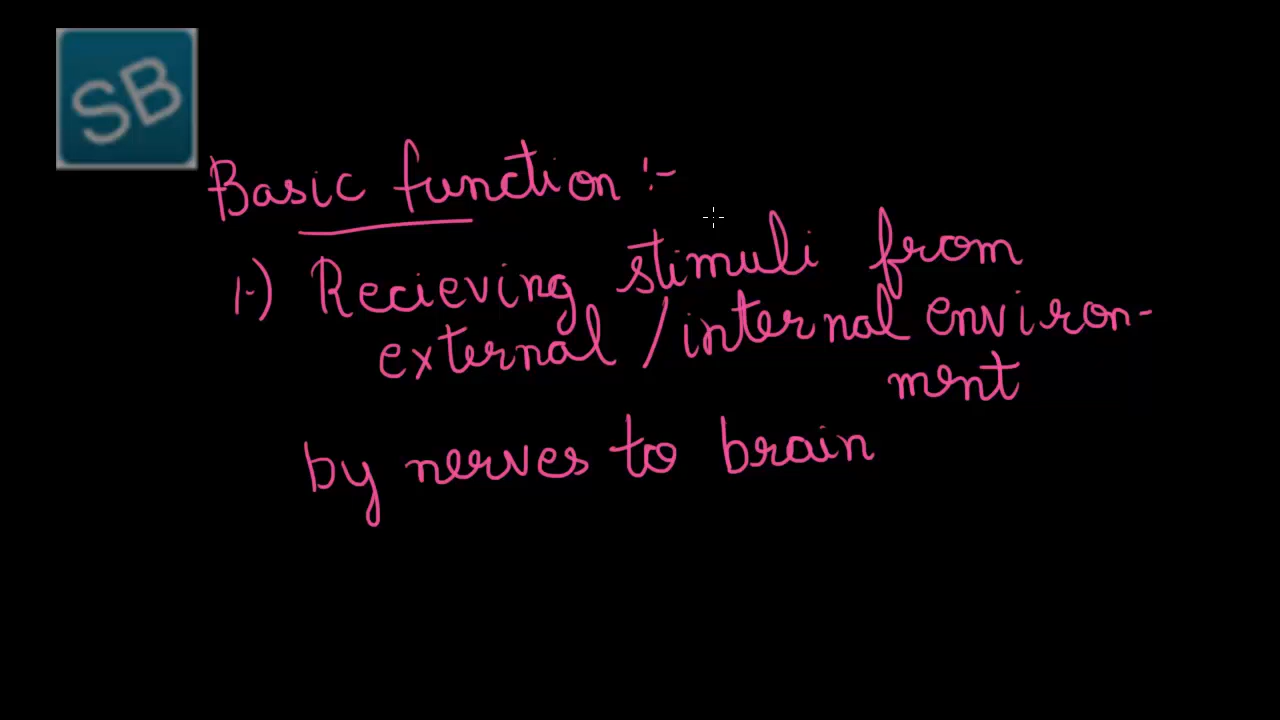 SB
Basic function :-
1.) Recieving stimuli from
external / internal environ-
ment
by nerves to brain